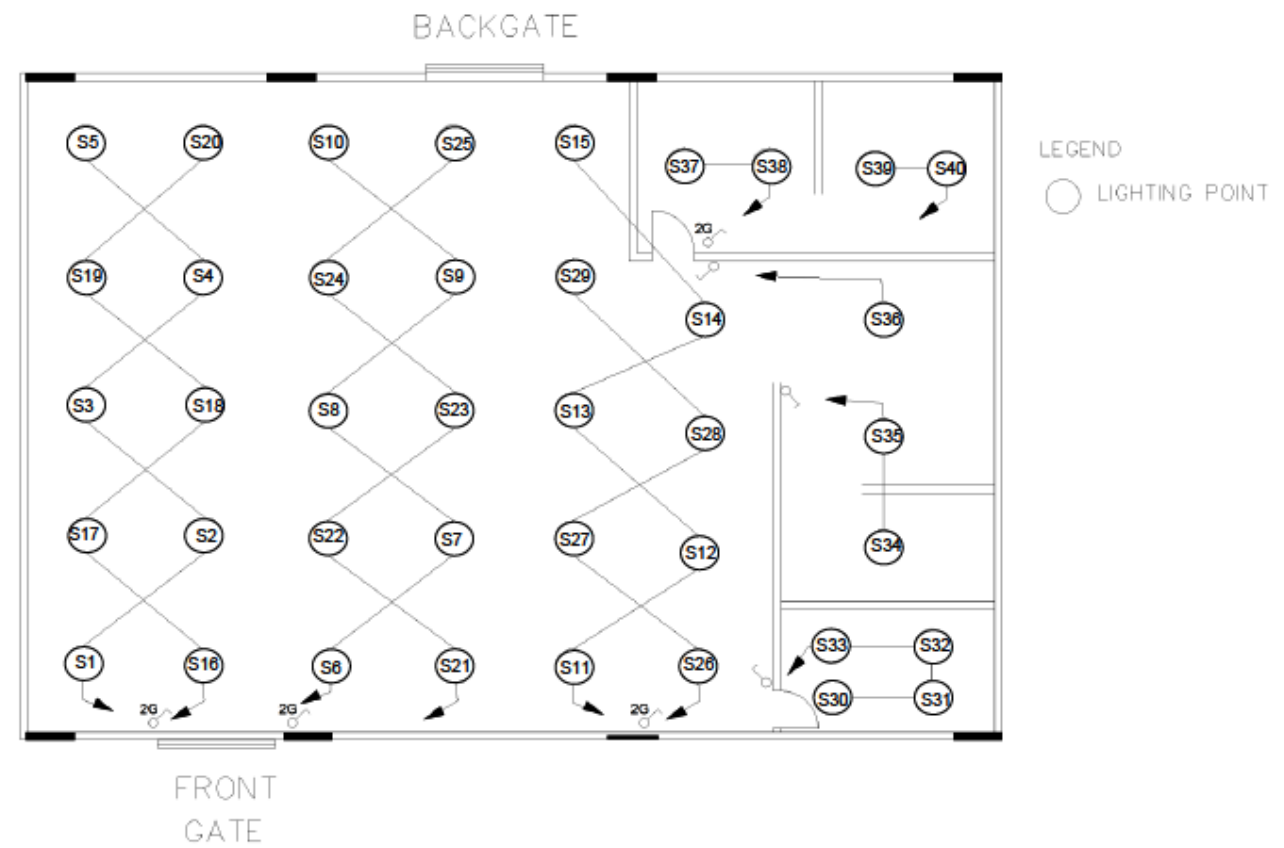 BACKGATE
S5 S20 S10 S25 S15
S37 S38 S39 S40
LEGEND
LIGHTING POINT
2G
S19 S4 S24 S9 S29
S14 S36
S3 S18 S8 S23 S13
S28 S35
S17 S2 S22 S7 S27
S12 S34
S33 S32
S1 S16 S6 S21 S11 S26
S30 S31
2G 2G 2G
FRONT
GATE